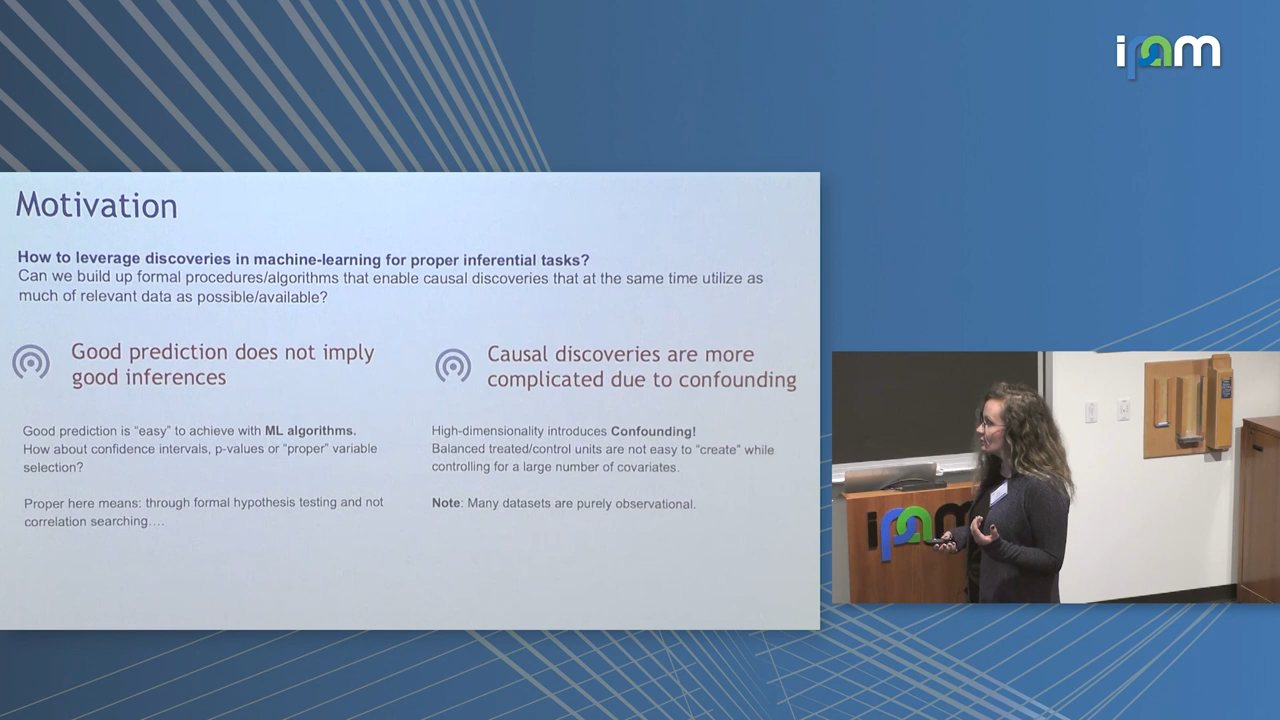 ipam
Motivation
How to leverage discoveries in machine-learning for proper inferential tasks?
Can we build up formal procedures/algorithms that enable causal discoveries that at the same time utilize as
much of relevant data as possible/available?
Good prediction does not imply
good inferences
Good prediction is “easy” to achieve with ML algorithms.
How about confidence intervals, p-values or “proper” variable
selection?
Proper here means: through formal hypothesis testing and not
correlation searching….
Causal discoveries are more
complicated due to confounding
High-dimensionality introduces Confounding!
Balanced treated/control units are not easy to “create” while
controlling for a large number of covariates.
Note: Many datasets are purely observational.
ipam